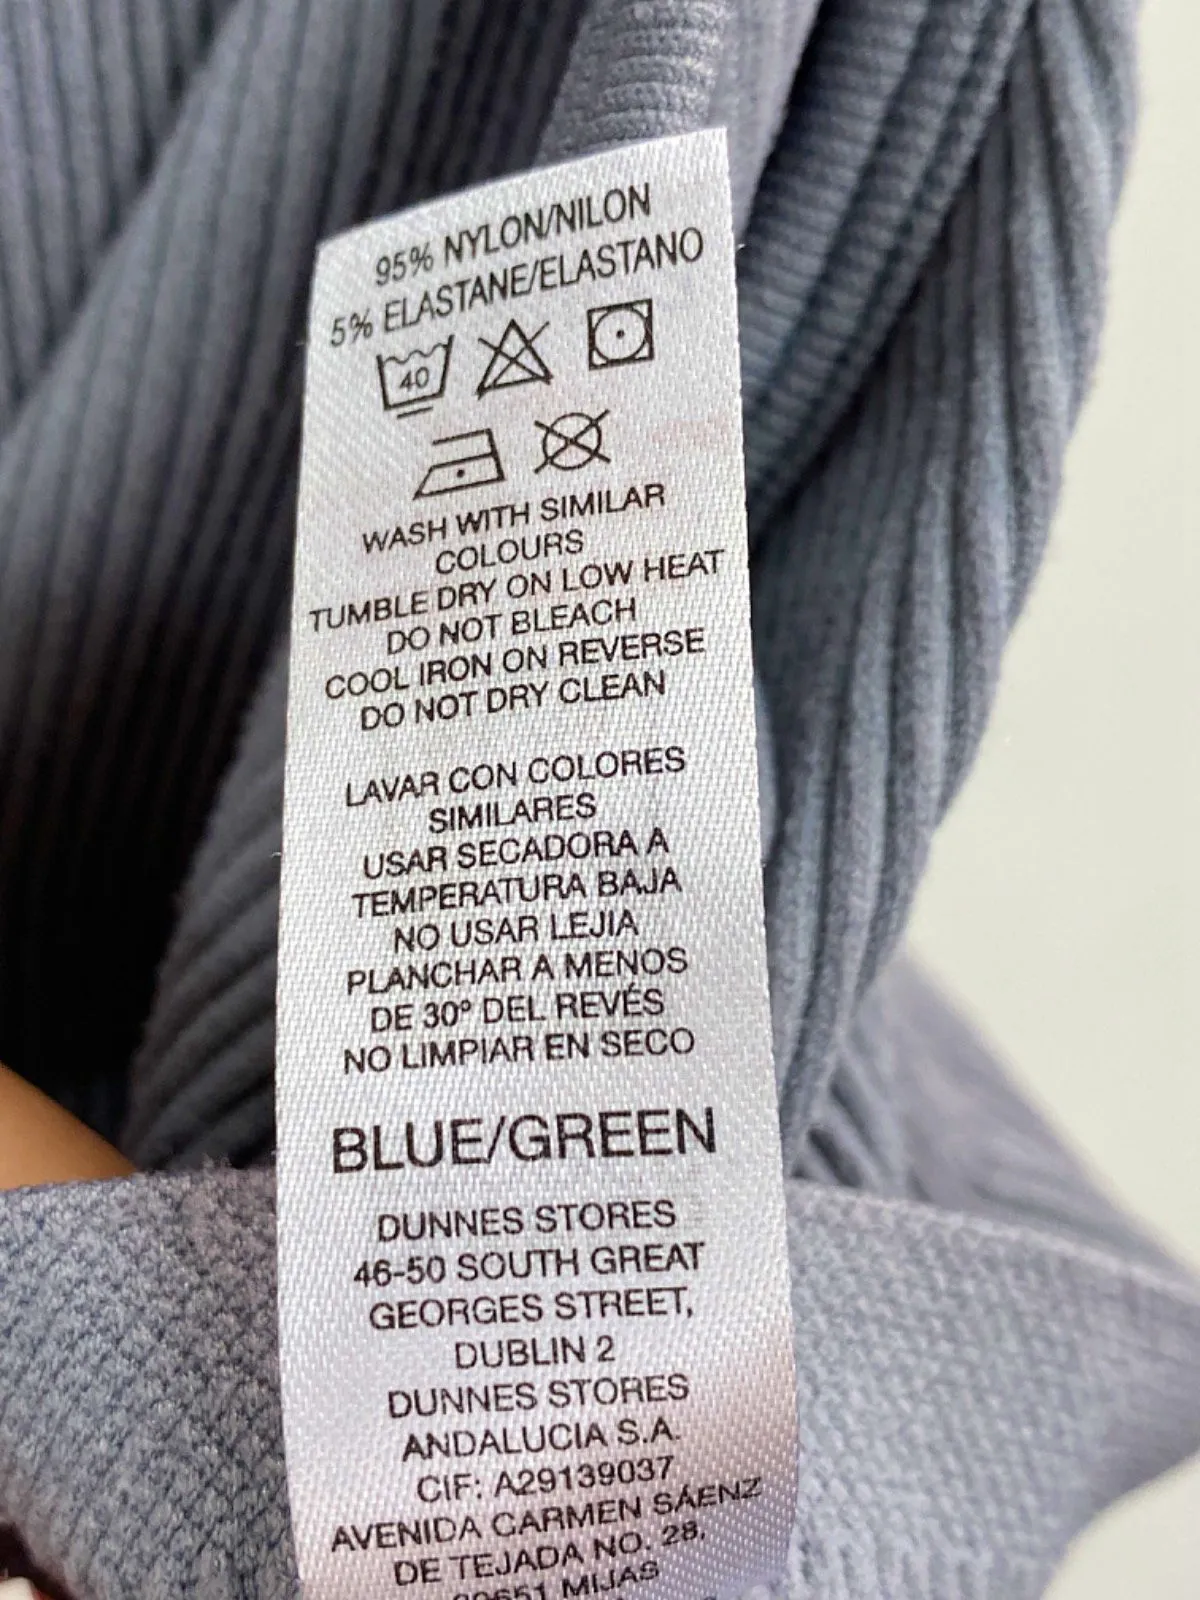 95% NYLON/NILON
5% ELASTANE/ELASTANO
40
WASH WITH SIMILAR
COLOURS
TUMBLE DRY ON LOW HEAT
DO NOT BLEACH
COOL IRON ON REVERSE
DO NOT DRY CLEAN
LAVAR CON COLORES
SIMILARES
USAR SECADORA A
TEMPERATURA BAJA
NO USAR LEJIA
PLANCHAR A MENOS
DE 30º DEL REVÉS
NO LIMPIAR EN SECO
BLUE/GREEN
DUNNES STORES
46-50 SOUTH GREAT
GEORGES STREET,
DUBLIN 2
DUNNES STORES
ANDALUCIA S.A.
CIF: A29139037
AVENIDA CARMEN SÁENZ
DE TEJADA NO. 28,
MIJAS